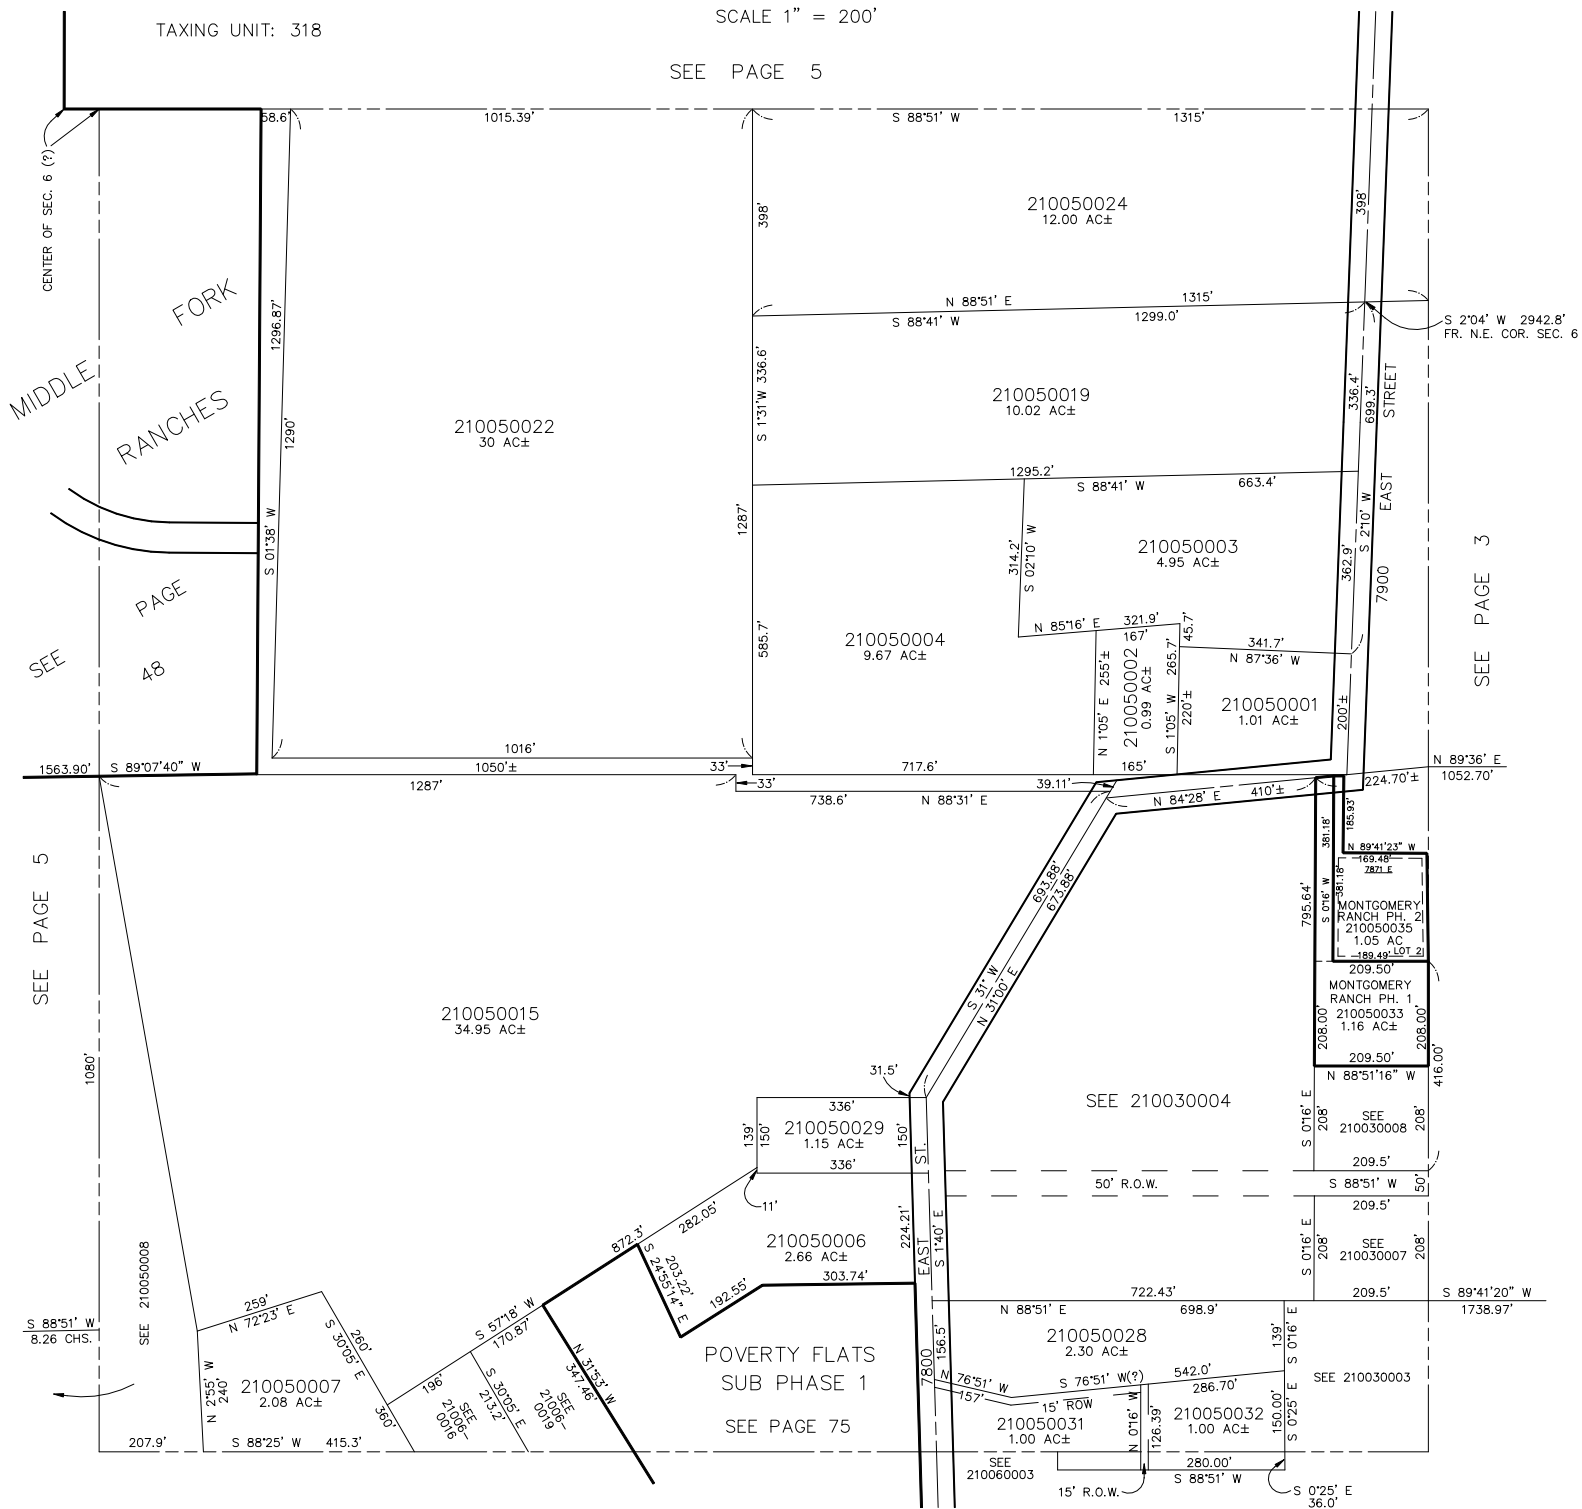 TAXING UNIT: 318
SCALE 1" = 200'
SEE PAGE 5
58.6'
1015.39'
S 88°51' W
1315'
CENTER OF SEC. 6 (?)
398'
210050024
12.00 AC±
398'
MIDDLE
FORK
RANCHES
1296.87'
1290'
S 01°38' W
N 88°51' E
1315'
S 88°41' W
1299.0'
S 2°04' W 2942.8'
FR. N.E. COR. SEC. 6
S 1°31'W 336.6'
210050019
10.02 AC±
336.4'
699.3'
STREET
EAST
7900
210050022
30 AC±
1287'
1295.2'
S 88°41' W
663.4'
S 2°10' W
362.9'
314.2'
S 02°10' W
210050003
4.95 AC±
SEE PAGE 3
SEE
PAGE
48
585.7'
210050004
9.67 AC±
N 85°16' E
321.9'
167'
45.7'
341.7'
N 87°36' W
N 1°05' E 255'±
210050002
0.99 AC±
S 1°05' W 265.7'
220'±
210050001
1.01 AC±
200'±
1016'
1563.90'
S 89°07'40" W
1050'±
33'
717.6'
165'
N 89°36' E
1052.70'
1287'
33'
39.11'
738.6'
N 88°31' E
N 84°28' E
410'±
224.70'±
381.18'
185.93'
N 89°41'23" W
169.48'
7871 E
381.18'
S 0°16' W
795.64'
MONTGOMERY
RANCH PH. 2
210050035
1.05 AC
LOT 2
189.49'
209.50'
SEE PAGE 5
693.88'
673.88'
S 31° W
N 31°00' E
MONTGOMERY
RANCH PH. 1
210050033
1.16 AC±
208.00'
208.00'
209.50'
N 88°51'16" W
416.00'
210050015
34.95 AC±
1080'
31.5'
SEE 210030004
S 0°16' E
208'
SEE
210030008
208'
336'
139'
150'
210050029
1.15 AC±
150'
336'
ST.
209.5'
50' R.O.W.
S 88°51' W
50'
11'
282.05'
209.5'
872.3'
S 24°55'14" E
203.22'
210050006
2.66 AC±
224.21'
EAST
S 1°40' E
S 0°16' E
208'
SEE
210030007
208'
SEE 210050008
192.55'
303.74'
259'
N 72°23' E
S 57°18' W
170.87'
722.43'
N 88°51' E
698.9'
209.5'
S 89°41'20" W
1738.97'
S 88°51' W
8.26 CHS.
260'
S 30°05' E
N 31°53' W
347.46'
POVERTY FLATS
SUB PHASE 1
SEE PAGE 75
156.5'
210050028
2.30 AC±
139'
S 0°16' E
7800
N 2°55' W
240'
210050007
2.08 AC±
360'
196'
S 30°05' E
213.2'
SEE
21006-
0016
SEE
21006-
0019
N 76°51' W
157'
S 76°51' W(?)
15' ROW
542.0'
286.70'
SEE 210030003
210050031
1.00 AC±
N 0°16' W
126.39'
210050032
1.00 AC±
150.00'
S 0°25' E
207.9'
S 88°25' W
415.3'
SEE
210060003
280.00'
S 88°51' W
15' R.O.W.
S 0°25' E
36.0'